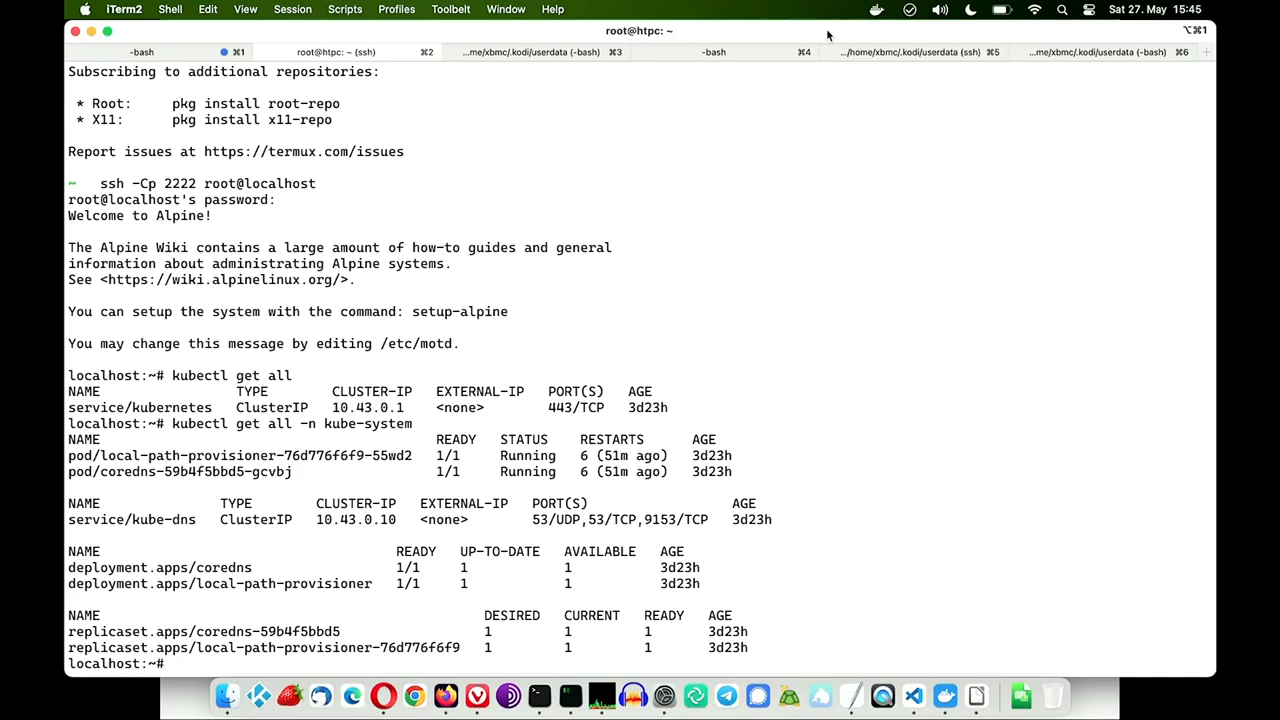 iTerm2 Shell Edit View Session Scripts Profiles Toolbelt Window Help Sat 27. May 15:45
root@htpc: ~ ⌥⌘1
-bash ⌘1 root@htpc: ~ (ssh) ⌘2 ...me/xbmc/.kodi/userdata (-bash) ⌘3 -bash ⌘4 .../home/xbmc/.kodi/userdata (ssh) ⌘5 ...me/xbmc/.kodi/userdata (-bash) ⌘6
Subscribing to additional repositories:
* Root: pkg install root-repo
* X11: pkg install x11-repo
Report issues at https://termux.com/issues
~ ssh -Cp 2222 root@localhost
root@localhost's password:
Welcome to Alpine!
The Alpine Wiki contains a large amount of how-to guides and general
information about administrating Alpine systems.
See <https://wiki.alpinelinux.org/>.
You can setup the system with the command: setup-alpine
You may change this message by editing /etc/motd.
localhost:~# kubectl get all
NAME TYPE CLUSTER-IP EXTERNAL-IP PORT(S) AGE
service/kubernetes ClusterIP 10.43.0.1 <none> 443/TCP 3d23h
localhost:~# kubectl get all -n kube-system
NAME READY STATUS RESTARTS AGE
pod/local-path-provisioner-76d776f6f9-55wd2 1/1 Running 6 (51m ago) 3d23h
pod/coredns-59b4f5bbd5-gcvbj 1/1 Running 6 (51m ago) 3d23h
NAME TYPE CLUSTER-IP EXTERNAL-IP PORT(S) AGE
service/kube-dns ClusterIP 10.43.0.10 <none> 53/UDP,53/TCP,9153/TCP 3d23h
NAME READY UP-TO-DATE AVAILABLE AGE
deployment.apps/coredns 1/1 1 1 3d23h
deployment.apps/local-path-provisioner 1/1 1 1 3d23h
NAME DESIRED CURRENT READY AGE
replicaset.apps/coredns-59b4f5bbd5 1 1 1 3d23h
replicaset.apps/local-path-provisioner-76d776f6f9 1 1 1 3d23h
localhost:~#